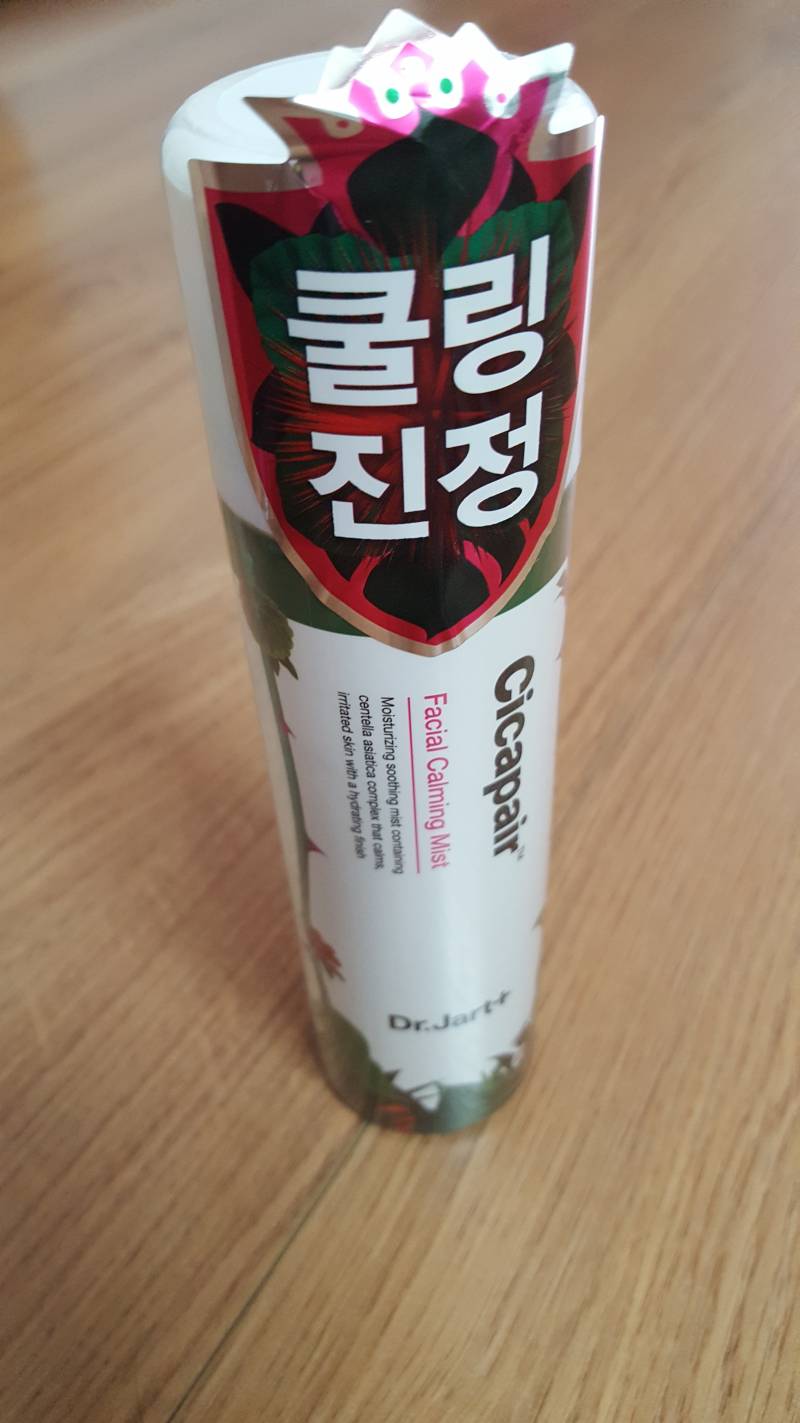 쿨링
진정
Cicapair™
Facial Calming Mist
Moisturizing soothing mist containing
centella asiatica complex that calms
irritated skin with a hydrating finish
Dr.Jart+